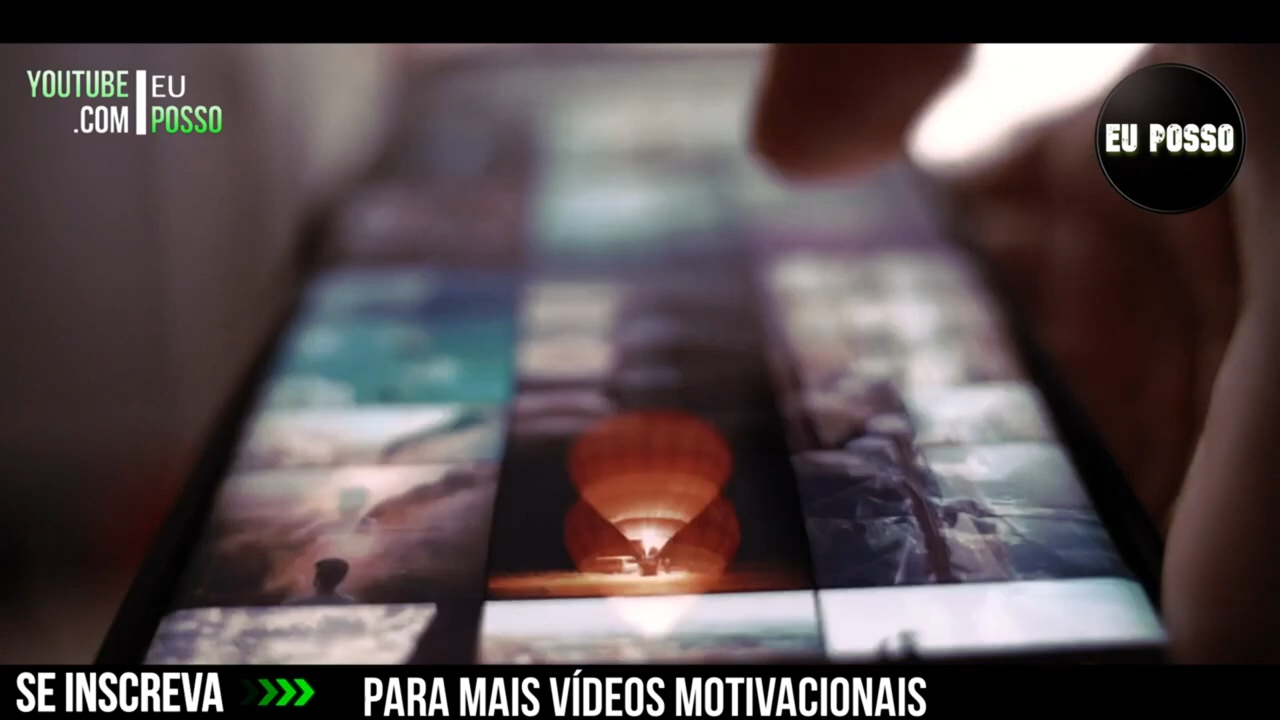 YOUTUBE
.COM
EU
POSSO
EU POSSO
SE INSCREVA
PARA MAIS VÍDEOS MOTIVACIONAIS